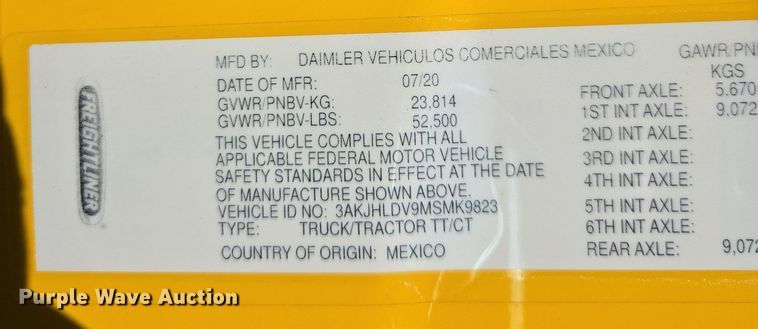 FREIGHTLINER
MFD BY: DAIMLER VEHICULOS COMERCIALES MEXICO
DATE OF MFR: 07/20
GVWR/PNBV-KG: 23,814
GVWR/PNBV-LBS: 52,500
THIS VEHICLE COMPLIES WITH ALL
APPLICABLE FEDERAL MOTOR VEHICLE
SAFETY STANDARDS IN EFFECT AT THE DATE
OF MANUFACTURE SHOWN ABOVE.
VEHICLE ID NO: 3AKJHLDV9MSMK9823
TYPE: TRUCK/TRACTOR TT/CT
COUNTRY OF ORIGIN: MEXICO
GAWR/PN
KGS
FRONT AXLE: 5,670
1ST INT AXLE: 9,072
2ND INT AXLE:
3RD INT AXLE:
4TH INT AXLE:
5TH INT AXLE:
6TH INT AXLE:
REAR AXLE: 9,072
Purple Wave Auction